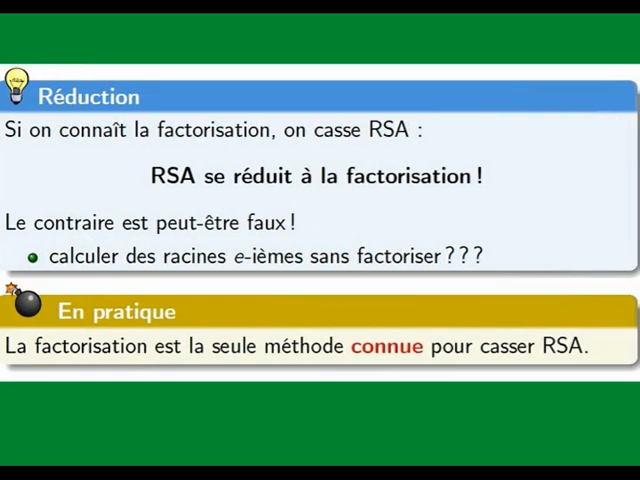 Réduction
Si on connaît la factorisation, on casse RSA :
RSA se réduit à la factorisation !
Le contraire est peut-être faux !
calculer des racines e-ièmes sans factoriser ? ? ?
En pratique
La factorisation est la seule méthode connue pour casser RSA.